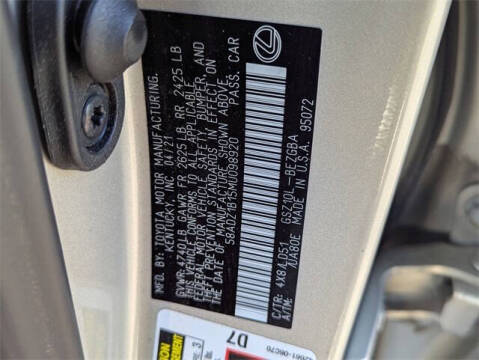 MFD. BY: TOYOTA MOTOR MANUFACTURING,
KENTUCKY, INC. 04/21
GVWR 4740 LB GAWR FR 2625 LB RR 2425 LB
THIS VEHICLE CONFORMS TO ALL APPLICABLE
FEDERAL MOTOR VEHICLE SAFETY, BUMPER, AND
THEFT PREVENTION STANDARDS IN EFFECT ON
THE DATE OF MANUFACTURE SHOWN ABOVE.
58ADZ1B15MU098920 PASS. CAR
C/TR: 4X8/LD51 GSZ10L-BEZGBA
A/TM: /UA80E MADE IN U.S.A. 95072
D7